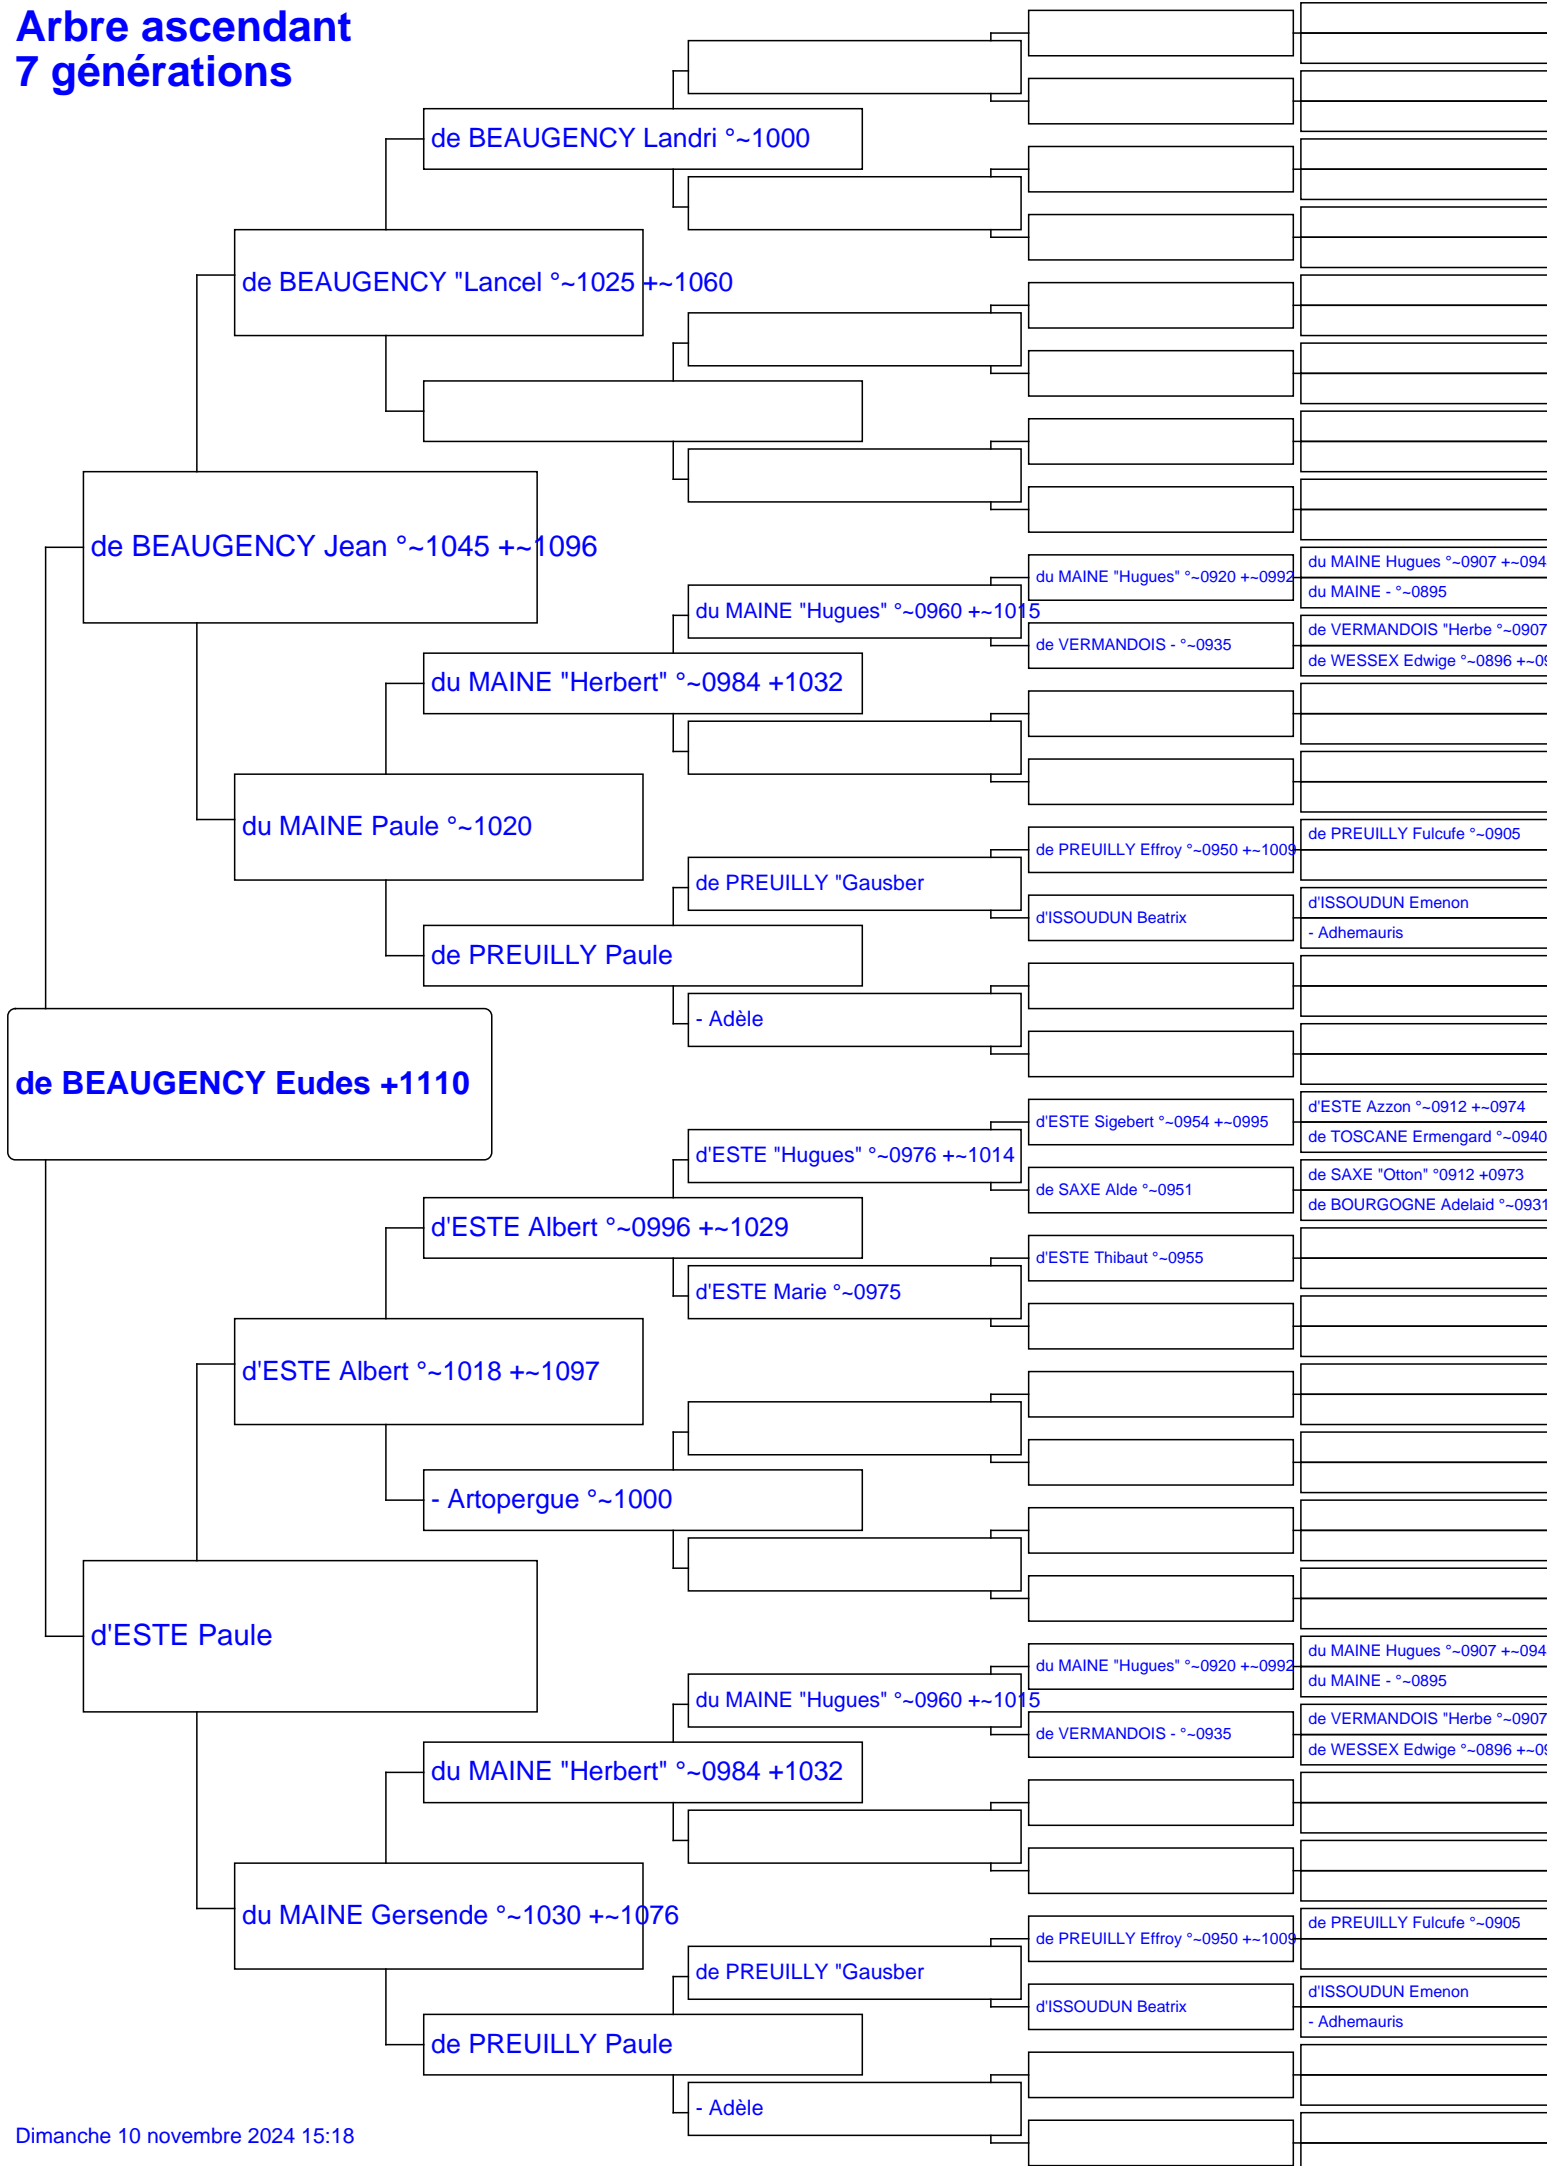 Arbre ascendant
7 générations
de BEAUGENCY Landri °~1000
de BEAUGENCY "Lancel °~1025 +~1060
de BEAUGENCY Jean °~1045 +~1096
du MAINE "Hugues" °~0960 +~1015
du MAINE "Hugues" °~0920 +~0992
du MAINE Hugues °~0907 +~094
du MAINE - °~0895
de VERMANDOIS - °~0935
de VERMANDOIS "Herbe °~0907
de WESSEX Edwige °~0896 +~09
du MAINE "Herbert" °~0984 +1032
du MAINE Paule °~1020
de PREUILLY "Gausber
de PREUILLY Effroy °~0950 +~1009
de PREUILLY Fulcufe °~0905
d'ISSOUDUN Beatrix
d'ISSOUDUN Emenon
- Adhemauris
de PREUILLY Paule
- Adèle
de BEAUGENCY Eudes +1110
d'ESTE "Hugues" °~0976 +~1014
d'ESTE Sigebert °~0954 +~0995
d'ESTE Azzon °~0912 +~0974
de TOSCANE Ermengard °~0940
de SAXE Alde °~0951
de SAXE "Otton" °0912 +0973
de BOURGOGNE Adelaid °~0931
d'ESTE Albert °~0996 +~1029
d'ESTE Marie °~0975
d'ESTE Thibaut °~0955
d'ESTE Albert °~1018 +~1097
- Artopergue °~1000
d'ESTE Paule
du MAINE "Hugues" °~0960 +~1015
du MAINE "Hugues" °~0920 +~0992
du MAINE Hugues °~0907 +~094
du MAINE - °~0895
de VERMANDOIS - °~0935
de VERMANDOIS "Herbe °~0907
de WESSEX Edwige °~0896 +~09
du MAINE "Herbert" °~0984 +1032
du MAINE Gersende °~1030 +~1076
de PREUILLY "Gausber
de PREUILLY Effroy °~0950 +~1009
de PREUILLY Fulcufe °~0905
d'ISSOUDUN Beatrix
d'ISSOUDUN Emenon
- Adhemauris
de PREUILLY Paule
- Adèle
Dimanche 10 novembre 2024 15:18